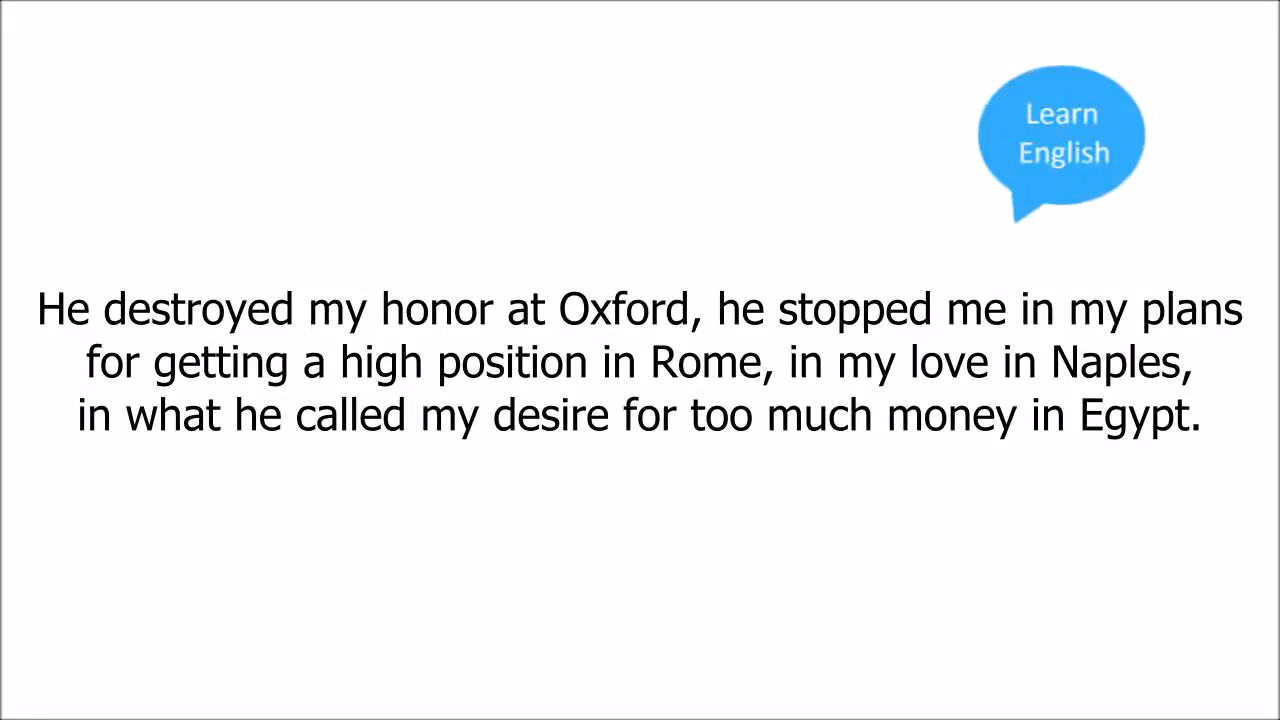 Learn
English
He destroyed my honor at Oxford, he stopped me in my plans
for getting a high position in Rome, in my love in Naples,
in what he called my desire for too much money in Egypt.